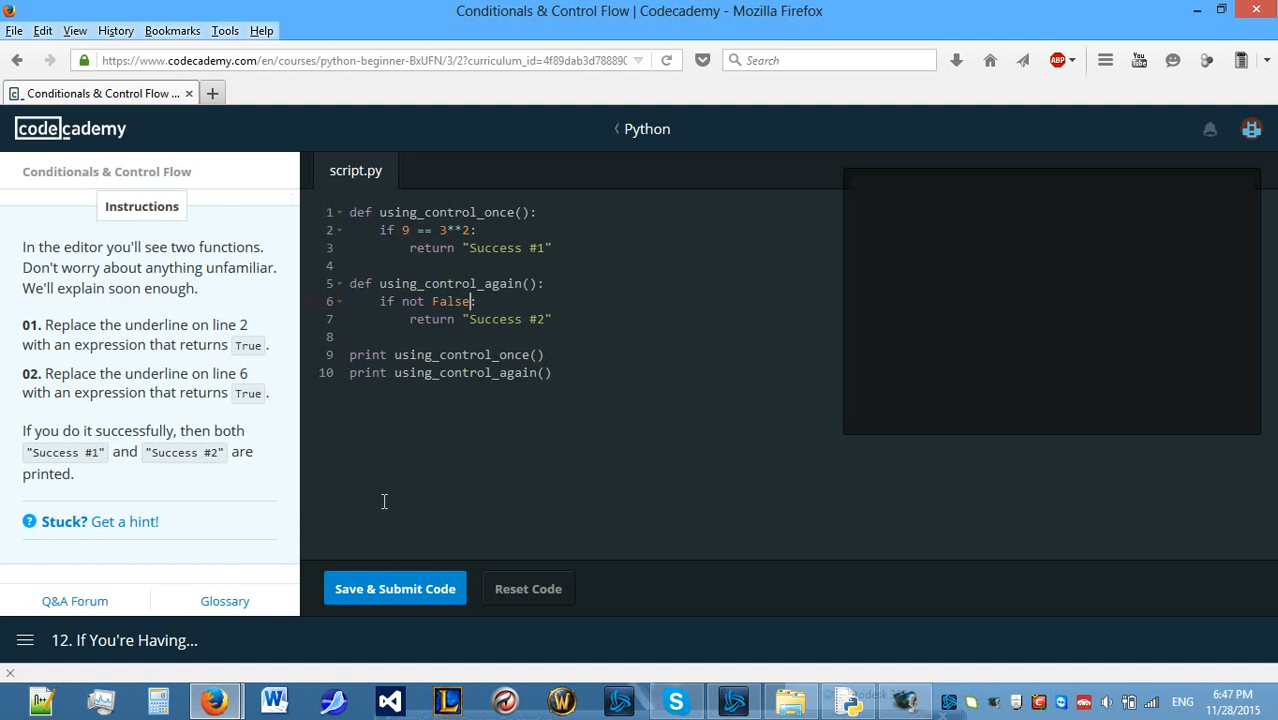 Conditionals & Control Flow | Codecademy - Mozilla Firefox
File Edit View History Bookmarks Tools Help
https://www.codecademy.com/en/courses/python-beginner-BxUFN/3/2?curriculum_id=4f89dab3d78889( Search ABP You Tube
Conditionals & Control Flow ...
codecademy Python
Conditionals & Control Flow script.py
Instructions
In the editor you'll see two functions.
Don't worry about anything unfamiliar.
We'll explain soon enough.
01. Replace the underline on line 2
with an expression that returns True .
02. Replace the underline on line 6
with an expression that returns True .
If you do it successfully, then both
"Success #1" and "Success #2" are
printed.
Stuck? Get a hint!
Q&A Forum Glossary
1 def using_control_once():
2 if 9 == 3**2:
3 return "Success #1"
4
5 def using_control_again():
6 if not False:
7 return "Success #2"
8
9 print using_control_once()
10 print using_control_again()
Save & Submit Code Reset Code
12. If You're Having...
ENG
6:47 PM
11/28/2015